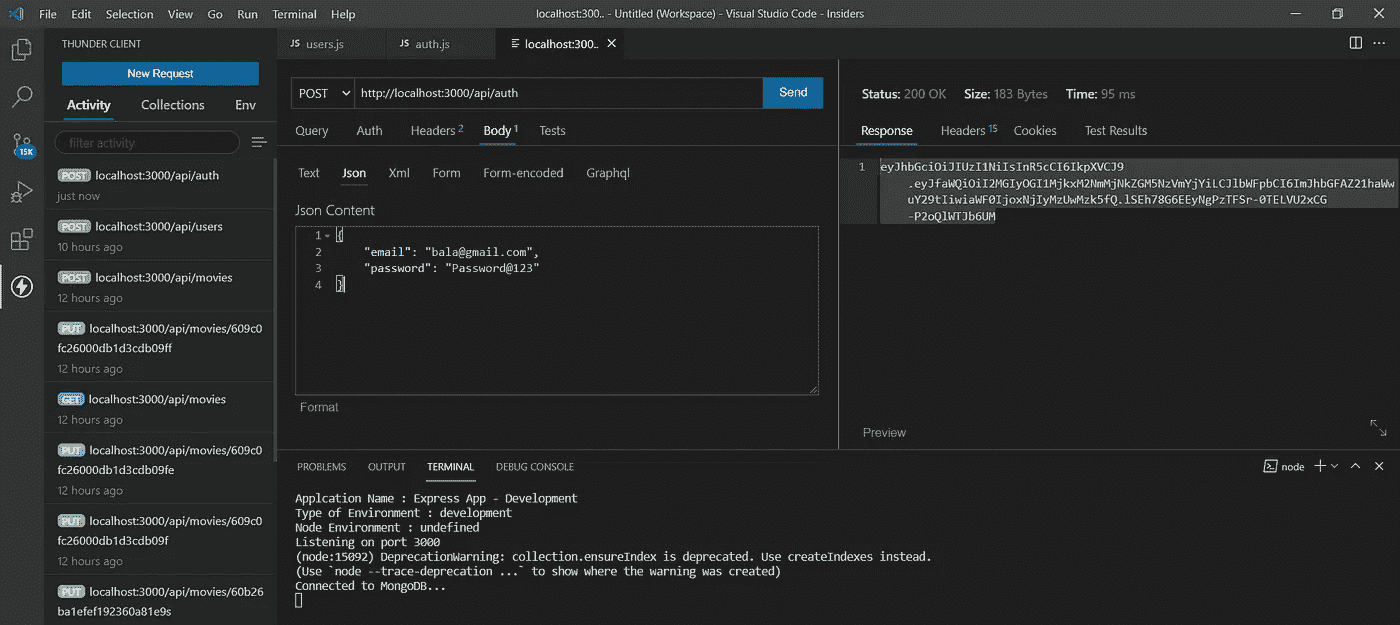 File Edit Selection View Go Run Terminal Help
localhost:300.. - Untitled (Workspace) - Visual Studio Code - Insiders
THUNDER CLIENT
New Request
Activity Collections Env
filter activity
15K
POST localhost:3000/api/auth
just now
POST localhost:3000/api/users
10 hours ago
POST localhost:3000/api/movies
12 hours ago
PUT localhost:3000/api/movies/609c0
fc26000db1d3cdb09ff
12 hours ago
GET localhost:3000/api/movies
12 hours ago
PUT localhost:3000/api/movies/609c0
fc26000db1d3cdb09fe
12 hours ago
PUT localhost:3000/api/movies/609c0
fc26000db1d3cdb09f
12 hours ago
PUT localhost:3000/api/movies/60b26
ba1efef192360a81e9s
JS users.js JS auth.js localhost:300..
POST http://localhost:3000/api/auth Send
Query Auth Headers 2 Body 1 Tests
Text Json Xml Form Form-encoded Graphql
Json Content
1 {
2 "email": "bala@gmail.com",
3 "password": "Password@123"
4 }
Format
Status: 200 OK Size: 183 Bytes Time: 95 ms
Response Headers 15 Cookies Test Results
1 eyJhbGciOiJIUzI1NiIsInR5cCI6IkpXVCJ9
.eyJfaWQiOiI2MGIyOGI1MjkxM2NmMjNkZGM5NzVmYjYiLCJlbWFpbCI6ImJhbGFAZ21haWw
uY29tIiwiaWF0IjoxNjIyMzUwMzk5fQ.lSEh78G6EEyNgPzTFSr-0TELVU2xCG
-P2oQlWTJb6UM
Preview
PROBLEMS OUTPUT TERMINAL DEBUG CONSOLE
node
Applcation Name : Express App - Development
Type of Environment : development
Node Environment : undefined
Listening on port 3000
(node:15092) DeprecationWarning: collection.ensureIndex is deprecated. Use createIndexes instead.
(Use `node --trace-deprecation ...` to show where the warning was created)
Connected to MongoDB...